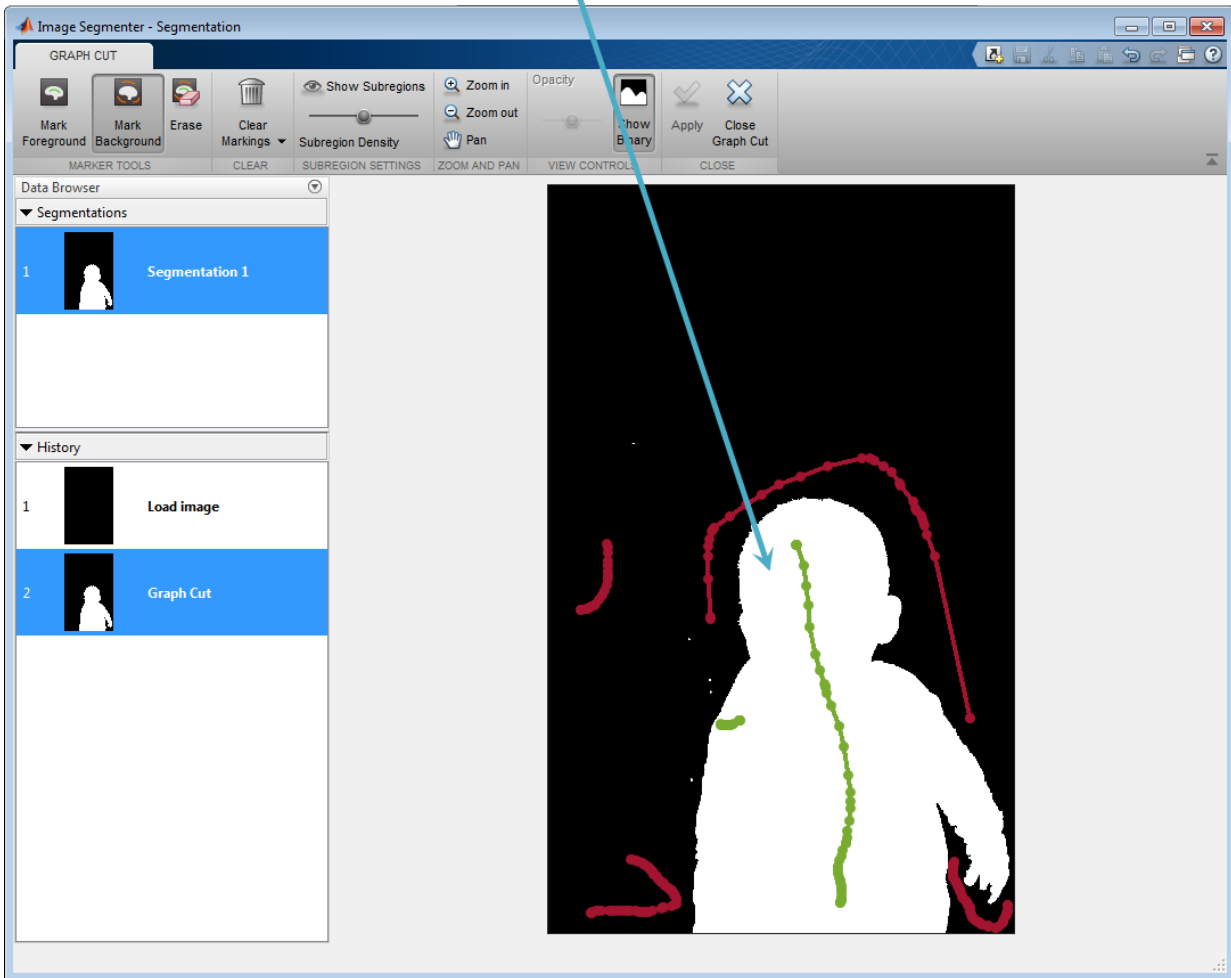 Image Segmenter - Segmentation
GRAPH CUT
Mark
Foreground
Mark
Background
Erase
Clear
Markings
Show Subregions
Subregion Density
Zoom in
Zoom out
Pan
Opacity
Show
Binary
Apply
Close
Graph Cut
MARKER TOOLS
CLEAR
SUBREGION SETTINGS
ZOOM AND PAN
VIEW CONTROLS
CLOSE
Data Browser
Segmentations
1 Segmentation 1
History
1 Load image
2 Graph Cut